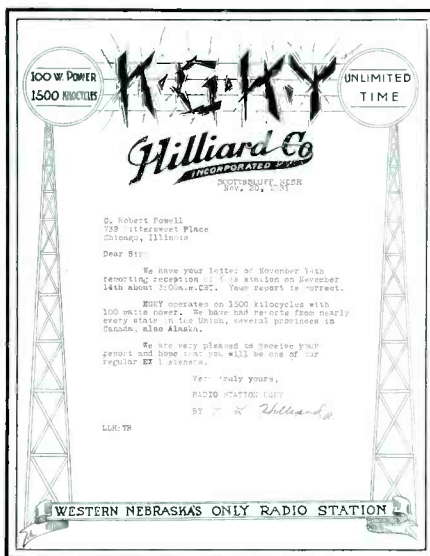 100 W. POWER
1500 KILOCYCLES
K·G·K·Y
UNLIMITED
TIME
Hilliard Co
INCORPORATED
SCOTTSBLUFF, NEBR
Nov. 20, 1931
C. Robert Powell
739 Bittersweet Place
Chicago, Illinois
Dear Sir:
We have your letter of November 14th
reporting reception of this station on November
14th about 3:00a.m.CST. Your report is correct.
KGKY operates on 1500 kilocycles with
100 watts power. We have had reports from nearly
every state in the Union, several provinces in
Canada, also Alaska.
We are very pleased to receive your
report and hope that you will be one of our
regular listeners.
Very truly yours,
RADIO STATION KGKY
BY L L Hilliard
LLH:TR
WESTERN NEBRASKA'S ONLY RADIO STATION